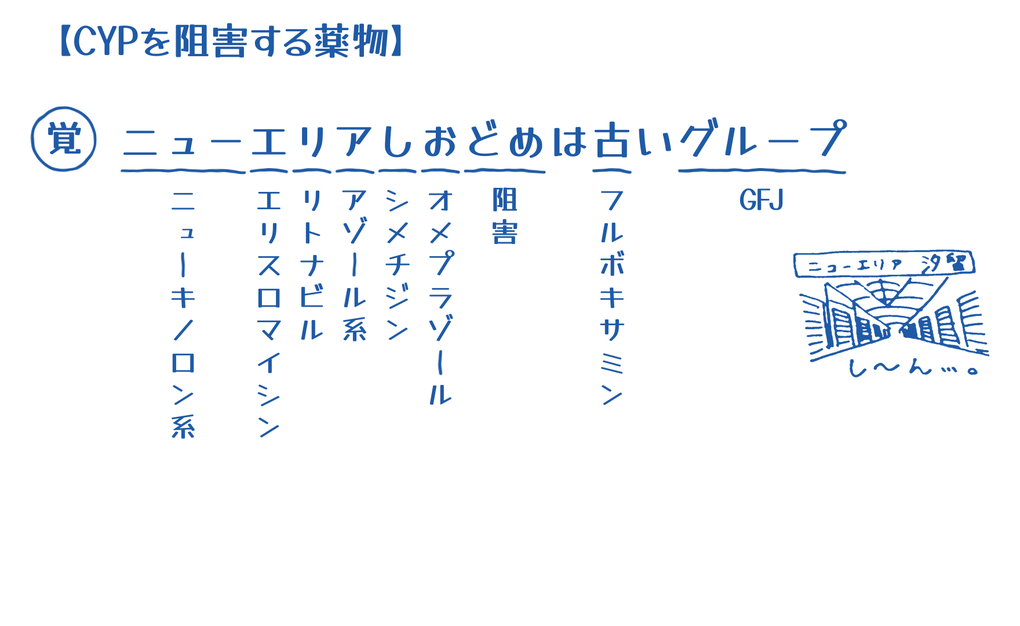 【CYPを阻害する薬物】
覚 ニューエリアしおどめは古いグループ
ニューキノロン系
エリスロマイシン
リトナビル
アゾール系
シメチジン
オメプラゾール
阻害
フルボキサミン
GFJ
ニューエリア 汐留
し〜ん…。